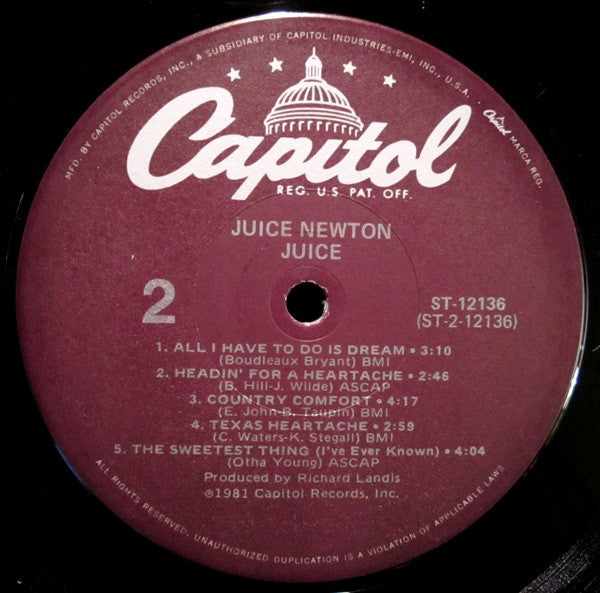 MFD. BY CAPITOL RECORDS, INC., A SUBSIDIARY OF CAPITOL INDUSTRIES-EMI, INC., U.S.A.
Capitol MARCA REG.
Capitol
REG. U.S. PAT. OFF.
JUICE NEWTON
JUICE
2
ST-12136
(ST-2-12136)
1. ALL I HAVE TO DO IS DREAM • 3:10
(Boudleaux Bryant) BMI
2. HEADIN' FOR A HEARTACHE • 2:46
(B. Hill-J. Wilde) ASCAP
3. COUNTRY COMFORT • 4:17
(E. John-B. Taupin) BMI
4. TEXAS HEARTACHE • 2:59
(C. Waters-K. Stegall) BMI
5. THE SWEETEST THING (I've Ever Known) • 4:04
(Otha Young) ASCAP
Produced by Richard Landis
℗1981 Capitol Records, Inc.
ALL RIGHTS RESERVED. UNAUTHORIZED DUPLICATION IS A VIOLATION OF APPLICABLE LAWS